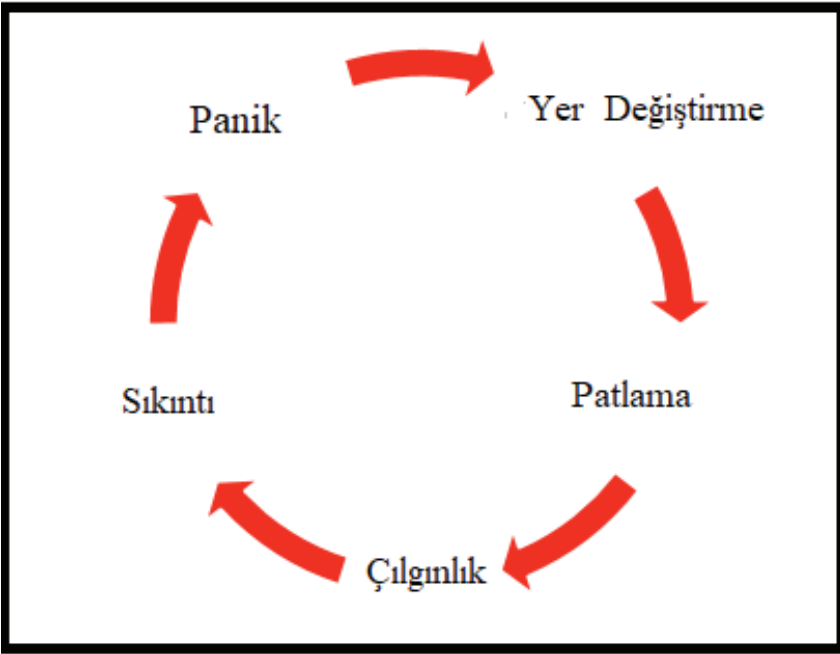 Panik
Yer Değiştirme
Sıkıntı
Patlama
Çılgınlık